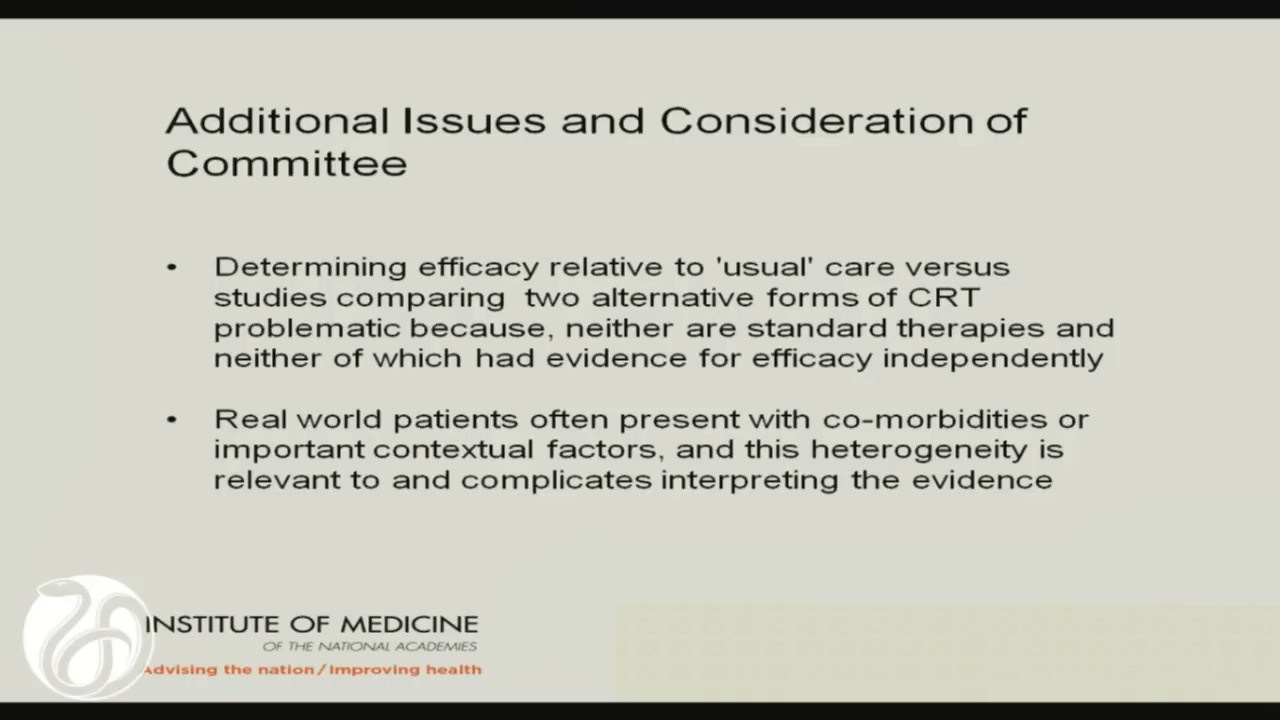 Additional Issues and Consideration of
Committee
• Determining efficacy relative to 'usual' care versus
studies comparing two alternative forms of CRT
problematic because, neither are standard therapies and
neither of which had evidence for efficacy independently
• Real world patients often present with co-morbidities or
important contextual factors, and this heterogeneity is
relevant to and complicates interpreting the evidence
INSTITUTE OF MEDICINE
OF THE NATIONAL ACADEMIES
Advising the nation / Improving health